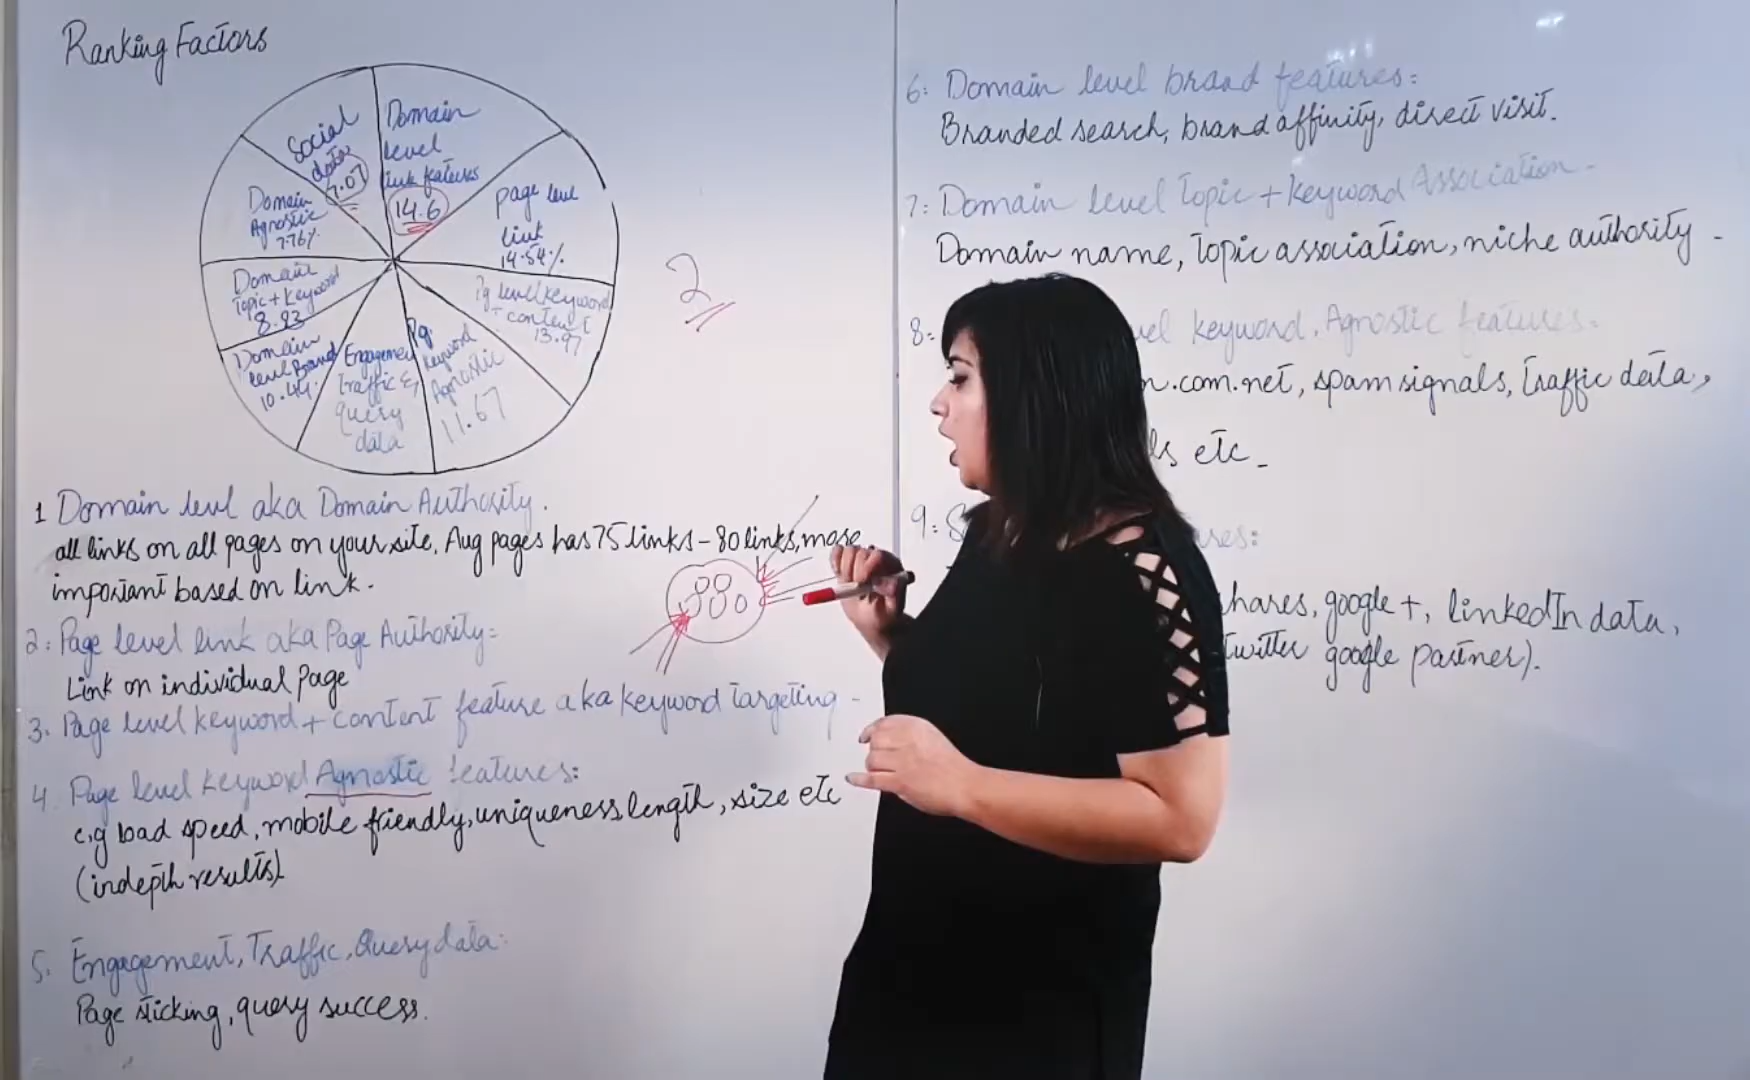 Ranking Factors
Social
data
7.07
Domain
level
link features
14.6
page level
link
14.54%
Pg level keyword
+ content
13.97
Pg.
keyword
Agnostic
11.67
Engagement
traffic &
query
data
Domain
level Brand
10.44%
Domain
Topic + Keyword
8.83
Domain
Agnostic
7.76%
2
1 Domain levl aka Domain Authority.
all links on all pages on your site, Avg pages has 75 links - 80 links, more
important based on link.
2: Page level link aka Page Authority:
Link on individual Page
3. Page level keyword + content feature aka keyword targeting -
4. Page level keyword Agnostic features:
e.g load speed, mobile friendly, uniqueness, length, size etc
(indepth results)
5. Engagement, Traffic, Query data:
Page sticking, query success.
6: Domain level brand features:
Branded search, brand affinity, direct visit.
7: Domain level Topic + keyword Association -
Domain name, Topic association, niche authority -
8: keyword. Agnostic features:
.com.net, spam signals, traffic data,
etc -
9:
google +, linkedIn data,
twitter google partner).